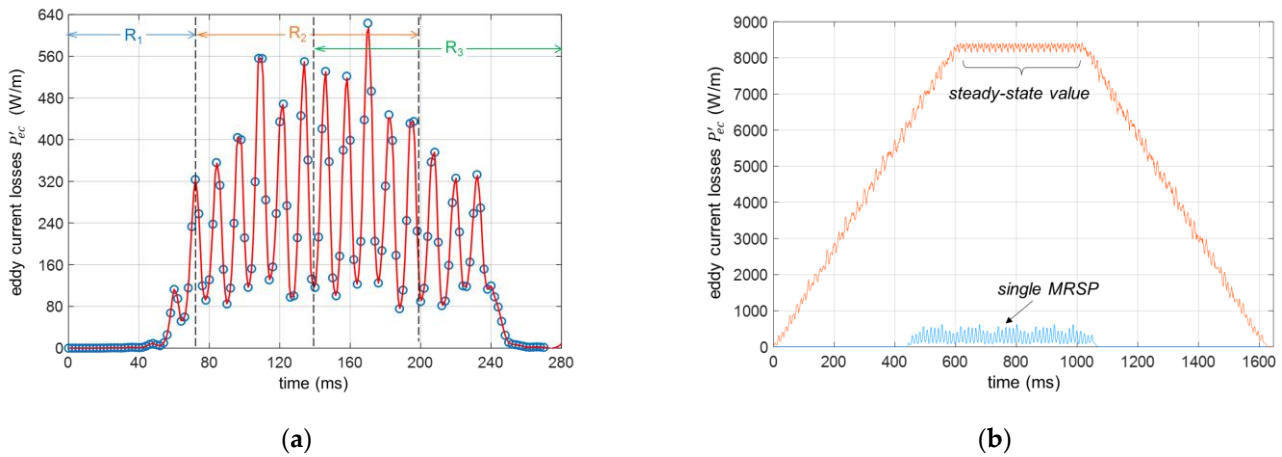 640
560
480
400
320
240
160
80
0
eddy current losses P′ec (W/m)
R1
R2
R3
0 40 80 120 160 200 240 280
time (ms)
(a)
9000
8000
7000
6000
5000
4000
3000
2000
1000
0
eddy current losses P′ec (W/m)
steady-state value
single MRSP
0 200 400 600 800 1000 1200 1400 1600
time (ms)
(b)